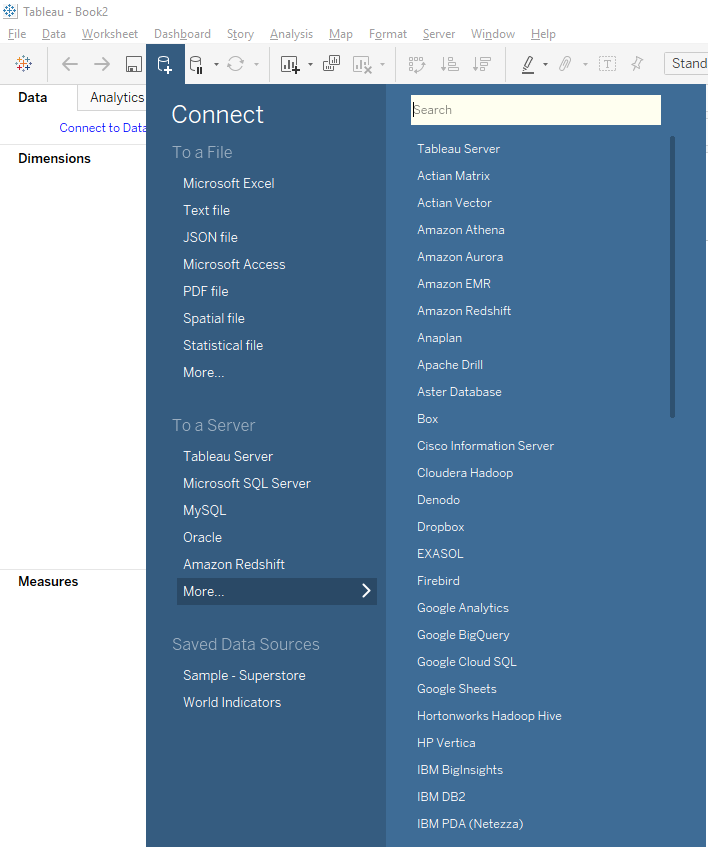 Tableau - Book2
File Data Worksheet Dashboard Story Analysis Map Format Server Window Help
Stand
Data Analytics
Connect to Data
Dimensions
Measures
Connect
To a File
Microsoft Excel
Text file
JSON file
Microsoft Access
PDF file
Spatial file
Statistical file
More...
To a Server
Tableau Server
Microsoft SQL Server
MySQL
Oracle
Amazon Redshift
More...
Saved Data Sources
Sample - Superstore
World Indicators
Search
Tableau Server
Actian Matrix
Actian Vector
Amazon Athena
Amazon Aurora
Amazon EMR
Amazon Redshift
Anaplan
Apache Drill
Aster Database
Box
Cisco Information Server
Cloudera Hadoop
Denodo
Dropbox
EXASOL
Firebird
Google Analytics
Google BigQuery
Google Cloud SQL
Google Sheets
Hortonworks Hadoop Hive
HP Vertica
IBM BigInsights
IBM DB2
IBM PDA (Netezza)